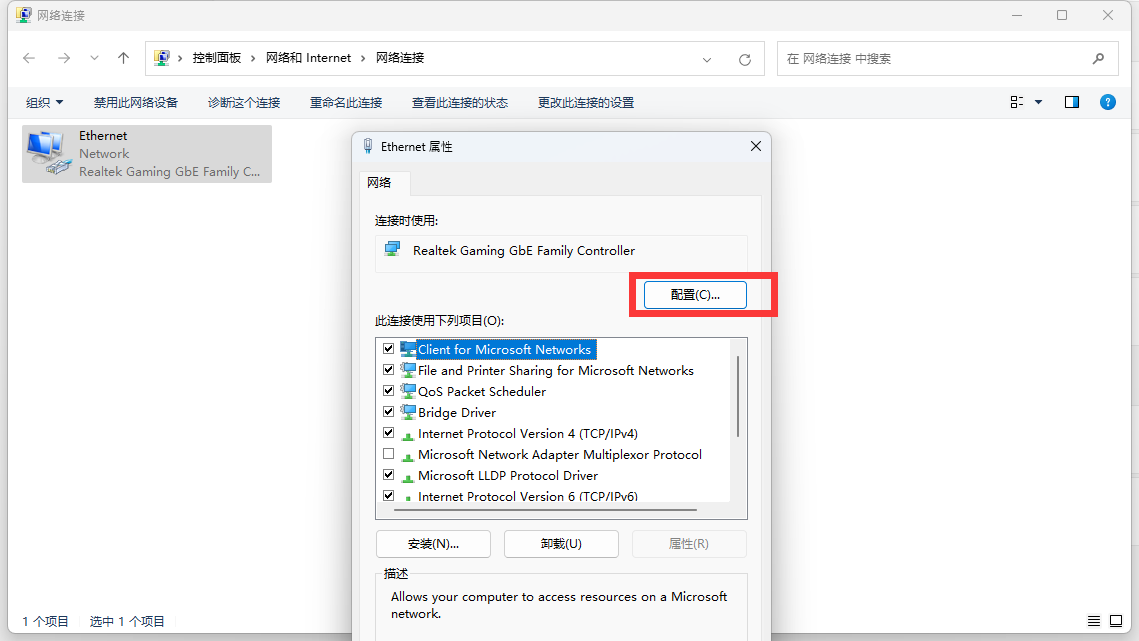 网络连接
控制面板 › 网络和 Internet › 网络连接
在 网络连接 中搜索
组织 禁用此网络设备 诊断这个连接 重命名此连接 查看此连接的状态 更改此连接的设置
Ethernet
Network
Realtek Gaming GbE Family C...
Ethernet 属性
网络
连接时使用:
Realtek Gaming GbE Family Controller
配置(C)...
此连接使用下列项目(O):
Client for Microsoft Networks
File and Printer Sharing for Microsoft Networks
QoS Packet Scheduler
Bridge Driver
Internet Protocol Version 4 (TCP/IPv4)
Microsoft Network Adapter Multiplexor Protocol
Microsoft LLDP Protocol Driver
Internet Protocol Version 6 (TCP/IPv6)
安装(N)... 卸载(U) 属性(R)
描述
Allows your computer to access resources on a Microsoft
network.
1 个项目 选中 1 个项目